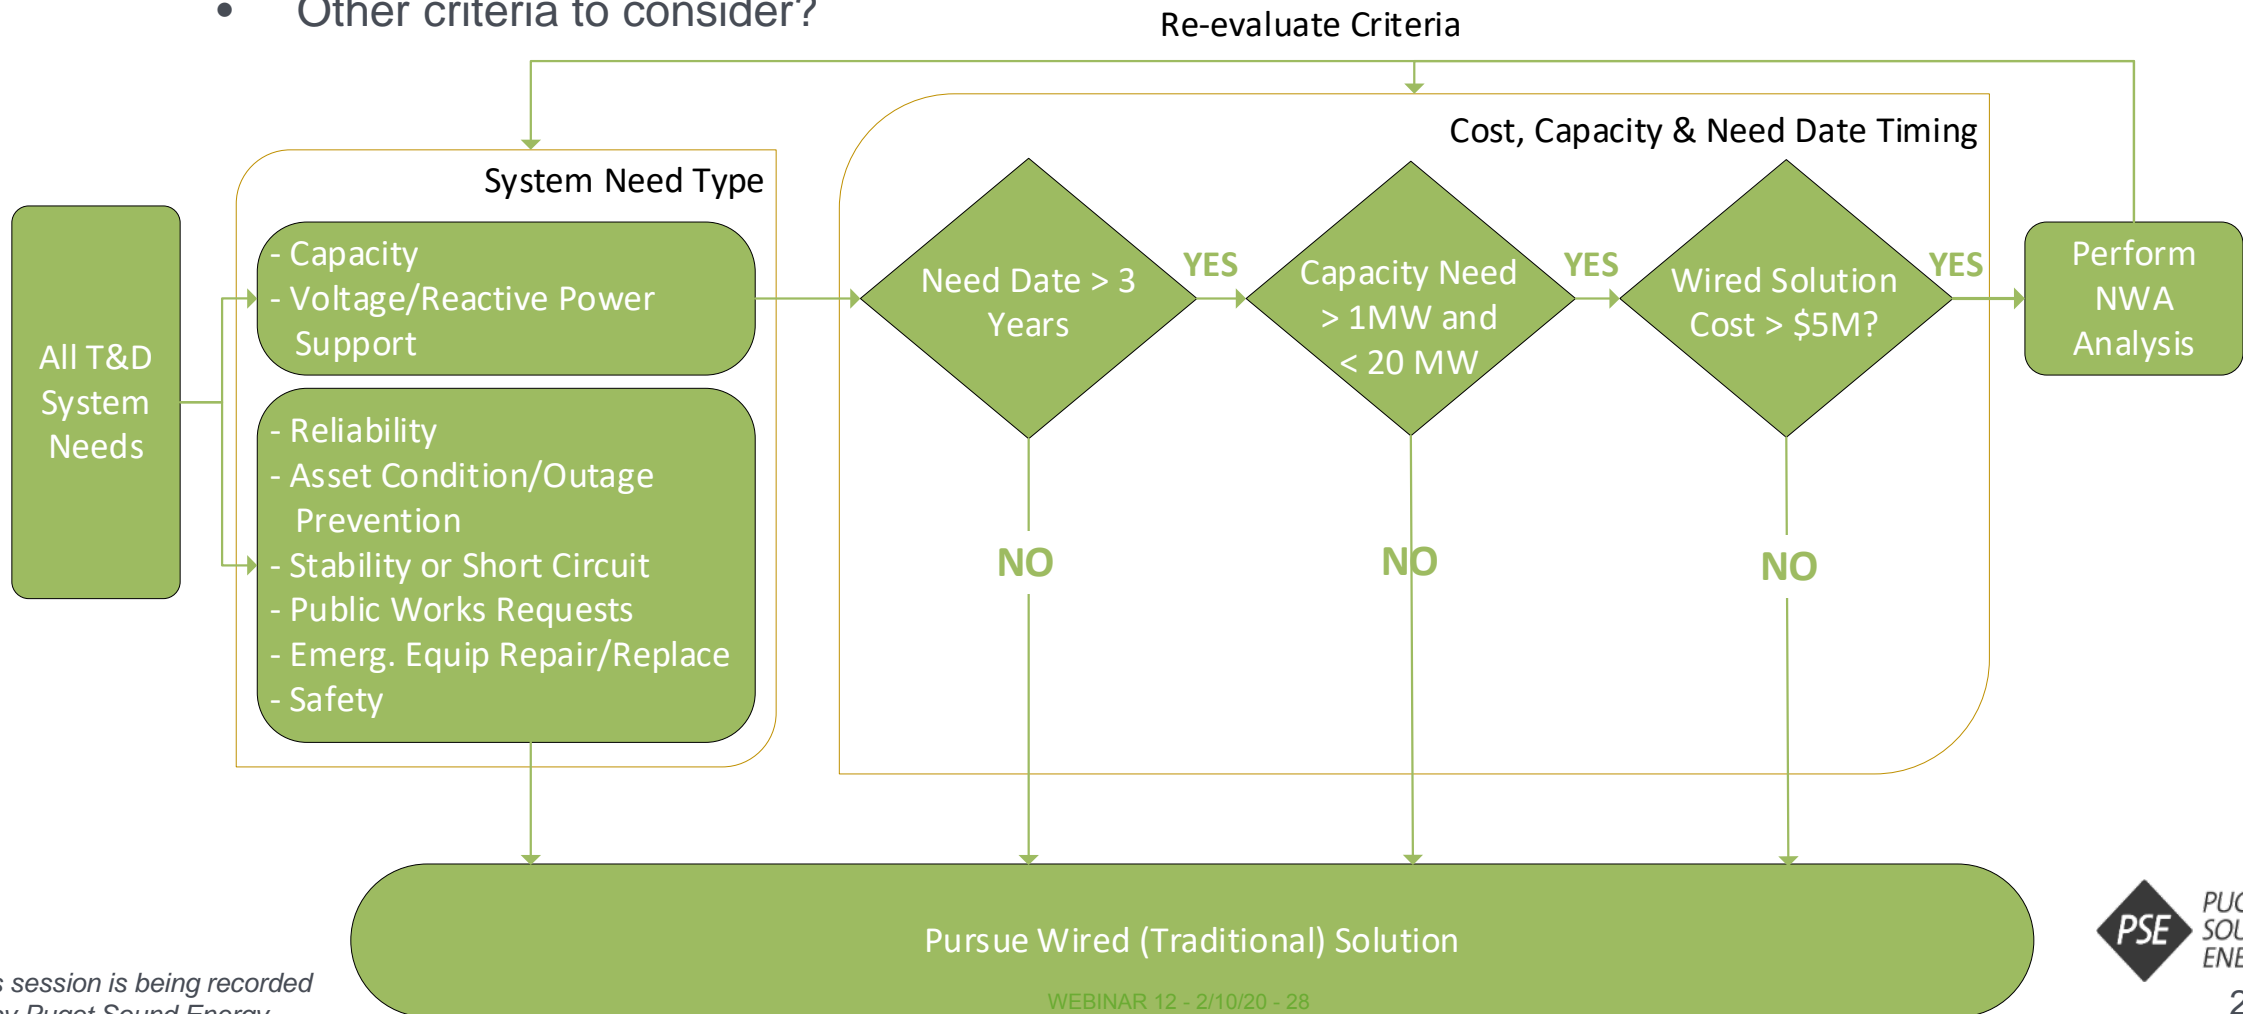 • Other criteria to consider?
Re-evaluate Criteria
Cost, Capacity & Need Date Timing
System Need Type
All T&D
System
Needs
- Capacity
- Voltage/Reactive Power
Support
- Reliability
- Asset Condition/Outage
Prevention
- Stability or Short Circuit
- Public Works Requests
- Emerg. Equip Repair/Replace
- Safety
Need Date > 3
Years
YES
Capacity Need
> 1MW and
< 20 MW
YES
Wired Solution
Cost > $5M?
YES
Perform
NWA
Analysis
NO
NO
NO
Pursue Wired (Traditional) Solution
session is being recorded
Puget Sound Energy
WEBINAR 12 - 2/10/20 - 28
PSE